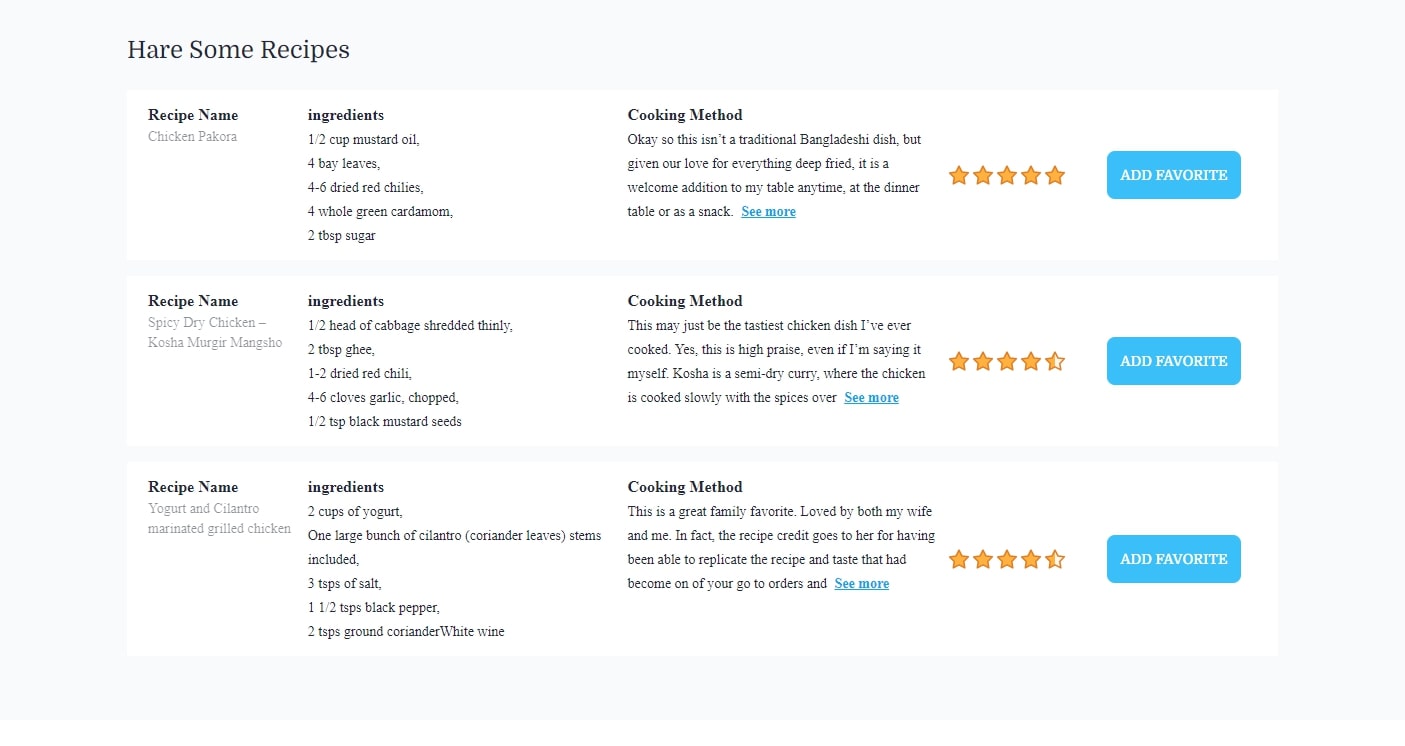 Hare Some Recipes
Recipe Name
Chicken Pakora
ingredients
1/2 cup mustard oil,
4 bay leaves,
4-6 dried red chilies,
4 whole green cardamom,
2 tbsp sugar
Cooking Method
Okay so this isn’t a traditional Bangladeshi dish, but
given our love for everything deep fried, it is a
welcome addition to my table anytime, at the dinner
table or as a snack. See more
ADD FAVORITE
Recipe Name
Spicy Dry Chicken –
Kosha Murgir Mangsho
ingredients
1/2 head of cabbage shredded thinly,
2 tbsp ghee,
1-2 dried red chili,
4-6 cloves garlic, chopped,
1/2 tsp black mustard seeds
Cooking Method
This may just be the tastiest chicken dish I’ve ever
cooked. Yes, this is high praise, even if I’m saying it
myself. Kosha is a semi-dry curry, where the chicken
is cooked slowly with the spices over See more
ADD FAVORITE
Recipe Name
Yogurt and Cilantro
marinated grilled chicken
ingredients
2 cups of yogurt,
One large bunch of cilantro (coriander leaves) stems
included,
3 tsps of salt,
1 1/2 tsps black pepper,
2 tsps ground corianderWhite wine
Cooking Method
This is a great family favorite. Loved by both my wife
and me. In fact, the recipe credit goes to her for having
been able to replicate the recipe and taste that had
become on of your go to orders and See more
ADD FAVORITE